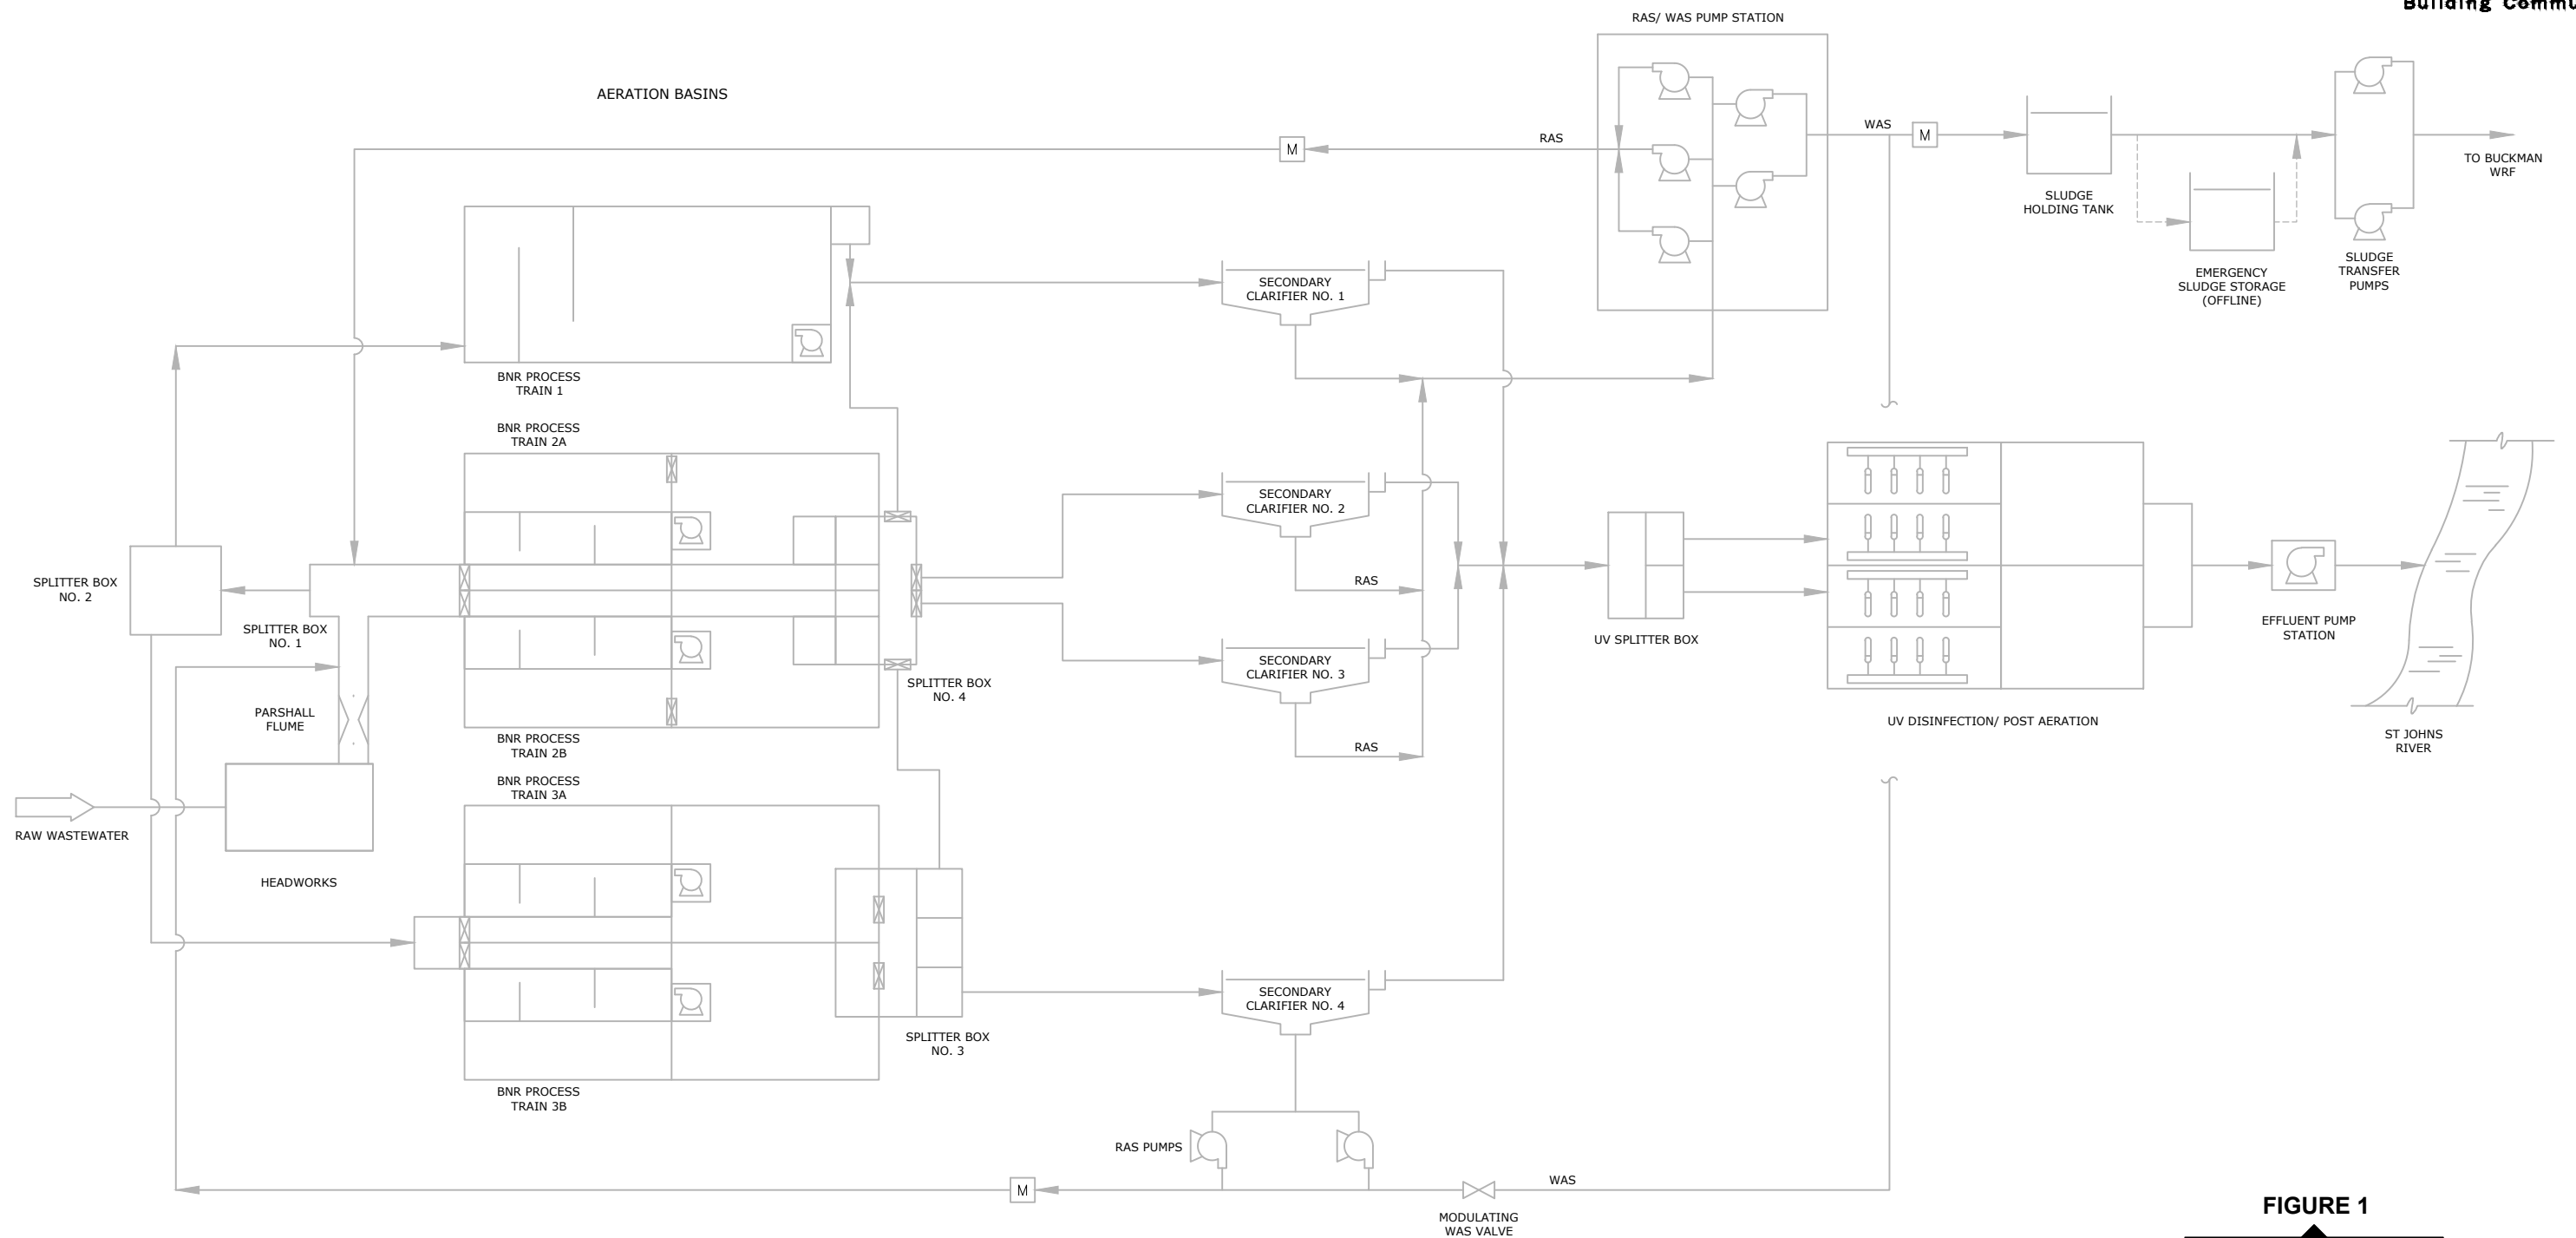 Building Commu
RAS/ WAS PUMP STATION
AERATION BASINS
WAS
M
RAS
M
TO BUCKMAN
WRF
SLUDGE
HOLDING TANK
EMERGENCY
SLUDGE STORAGE
(OFFLINE)
SLUDGE
TRANSFER
PUMPS
SECONDARY
CLARIFIER NO. 1
BNR PROCESS
TRAIN 1
BNR PROCESS
TRAIN 2A
SECONDARY
CLARIFIER NO. 2
RAS
SPLITTER BOX
NO. 2
SPLITTER BOX
NO. 1
UV SPLITTER BOX
EFFLUENT PUMP
STATION
SECONDARY
CLARIFIER NO. 3
SPLITTER BOX
NO. 4
PARSHALL
FLUME
UV DISINFECTION/ POST AERATION
ST JOHNS
RIVER
BNR PROCESS
TRAIN 2B
RAS
BNR PROCESS
TRAIN 3A
RAW WASTEWATER
HEADWORKS
SECONDARY
CLARIFIER NO. 4
SPLITTER BOX
NO. 3
BNR PROCESS
TRAIN 3B
RAS PUMPS
M
WAS
MODULATING
WAS VALVE
FIGURE 1